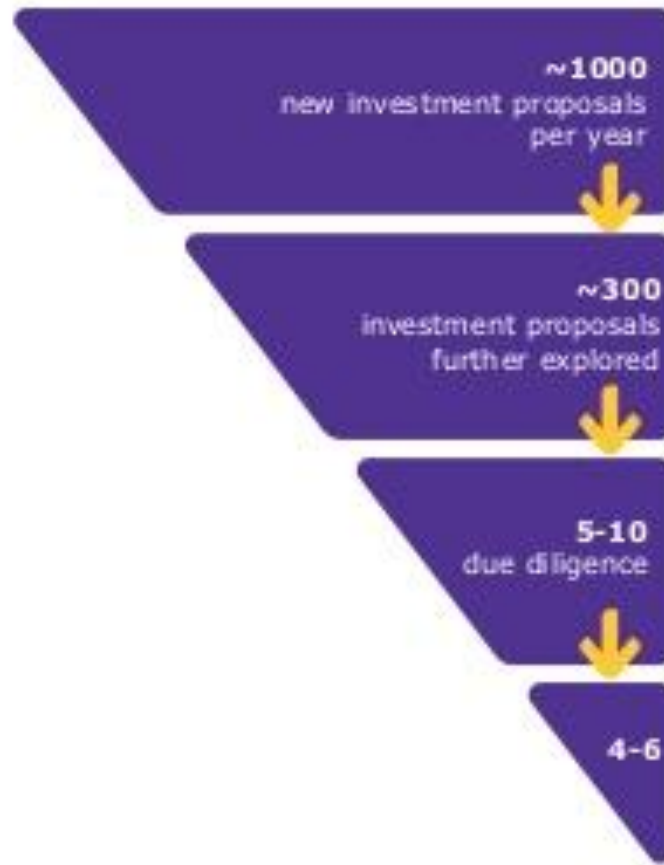 ~1000
new investment proposals
per year
~300
investment proposals
further explored
5-10
due diligence
4-6